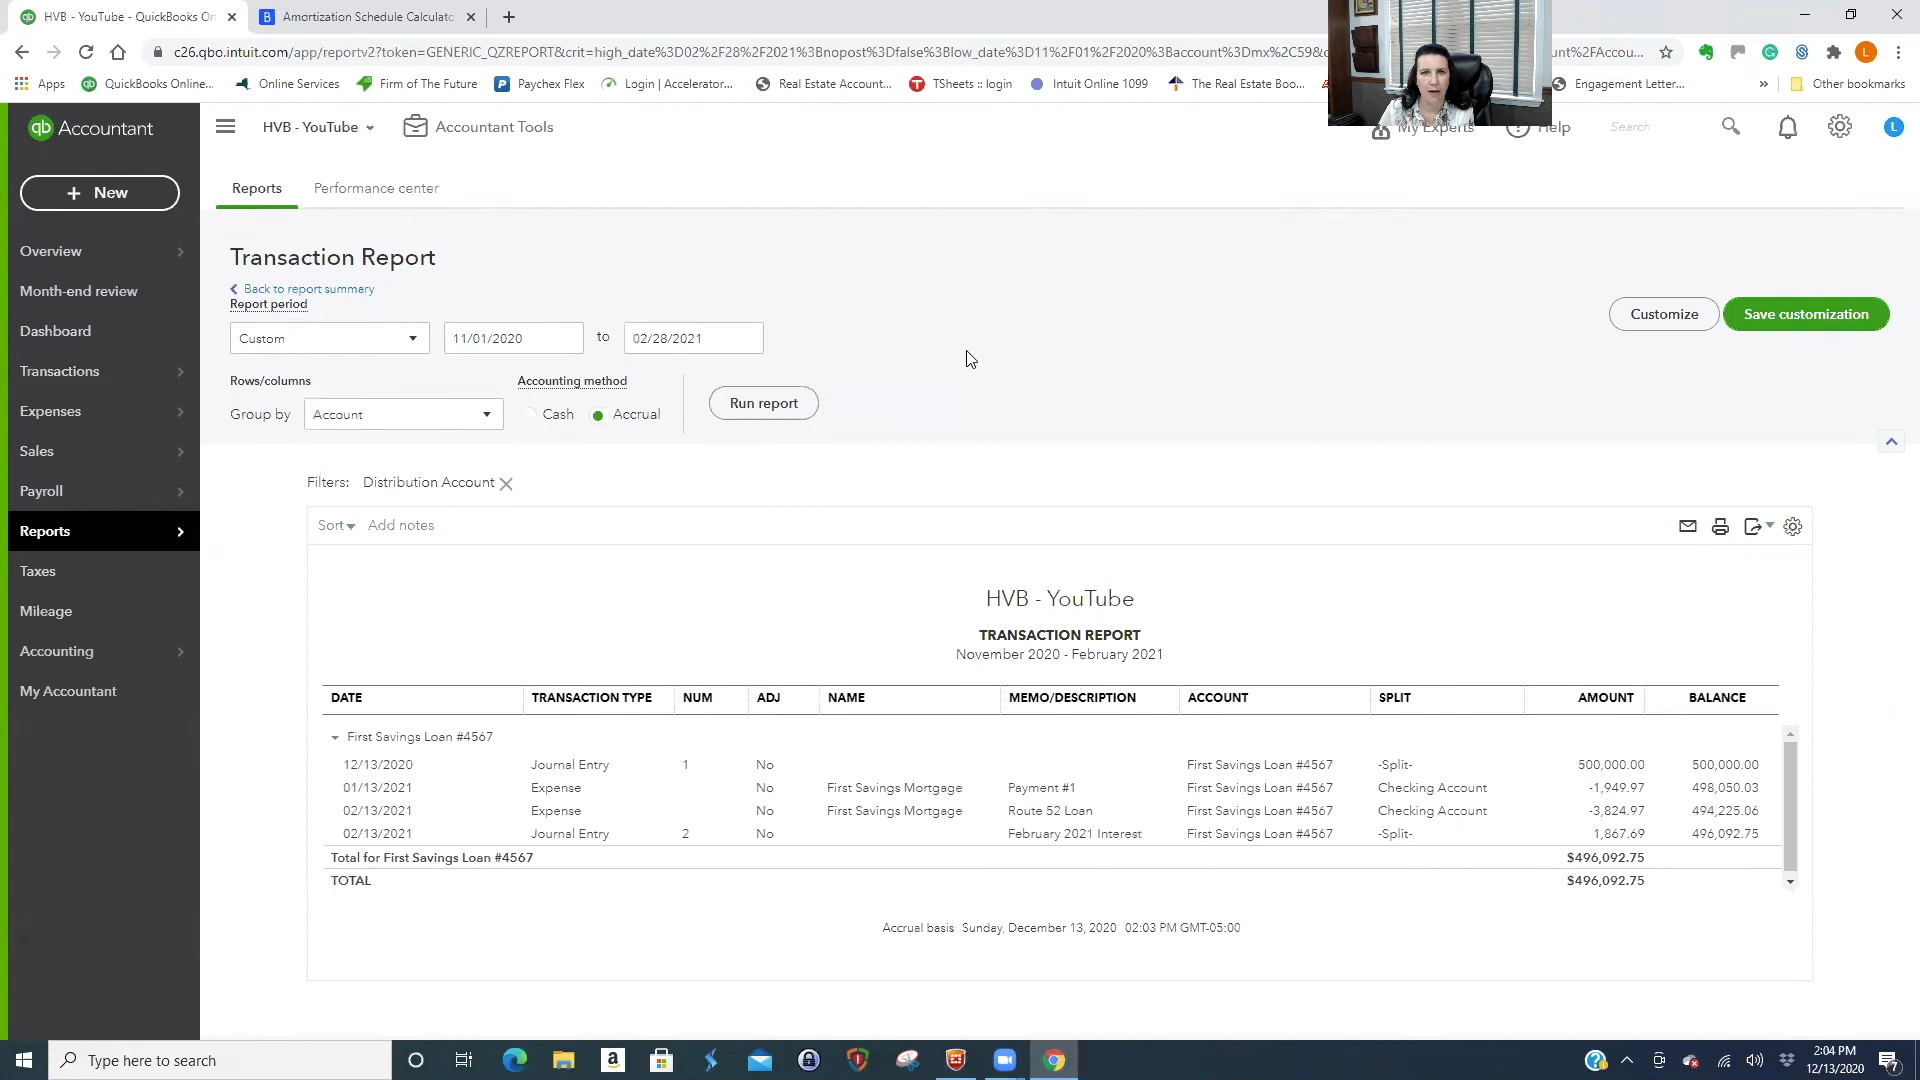 HVB - YouTube - QuickBooks On
Amortization Schedule Calculato
c26.qbo.intuit.com/app/reportv2?token=GENERIC_QZREPORT&crit=high_date%3D02%2F28%2F2021%3Bnopost%3Dfalse%3Blow_date%3D11%2F01%2F2020%3Baccount%3Dmx%2C59&
nt%2FAccou...
Apps
QuickBooks Online...
Online Services
Firm of The Future
Paychex Flex
Login | Accelerator...
Real Estate Account...
TSheets :: login
Intuit Online 1099
The Real Estate Boo...
Engagement Letter...
»
Other bookmarks
qb Accountant
HVB - YouTube
Accountant Tools
My Experts
Help
Search
L
+ New
Reports
Performance center
Overview
Month-end review
Dashboard
Transactions
Expenses
Sales
Payroll
Reports
Taxes
Mileage
Accounting
My Accountant
Transaction Report
Back to report summary
Report period
Custom
11/01/2020
to
02/28/2021
Customize
Save customization
Rows/columns
Accounting method
Group by
Account
Cash
Accrual
Run report
Filters: Distribution Account
Sort
Add notes
HVB - YouTube
TRANSACTION REPORT
November 2020 - February 2021
DATE TRANSACTION TYPE NUM ADJ NAME MEMO/DESCRIPTION ACCOUNT SPLIT AMOUNT BALANCE
First Savings Loan #4567
12/13/2020 Journal Entry 1 No First Savings Loan #4567 -Split- 500,000.00 500,000.00
01/13/2021 Expense No First Savings Mortgage Payment #1 First Savings Loan #4567 Checking Account -1,949.97 498,050.03
02/13/2021 Expense No First Savings Mortgage Route 52 Loan First Savings Loan #4567 Checking Account -3,824.97 494,225.06
02/13/2021 Journal Entry 2 No February 2021 Interest First Savings Loan #4567 -Split- 1,867.69 496,092.75
Total for First Savings Loan #4567 $496,092.75
TOTAL $496,092.75
Accrual basis Sunday, December 13, 2020 02:03 PM GMT-05:00
Type here to search
2:04 PM
12/13/2020
7